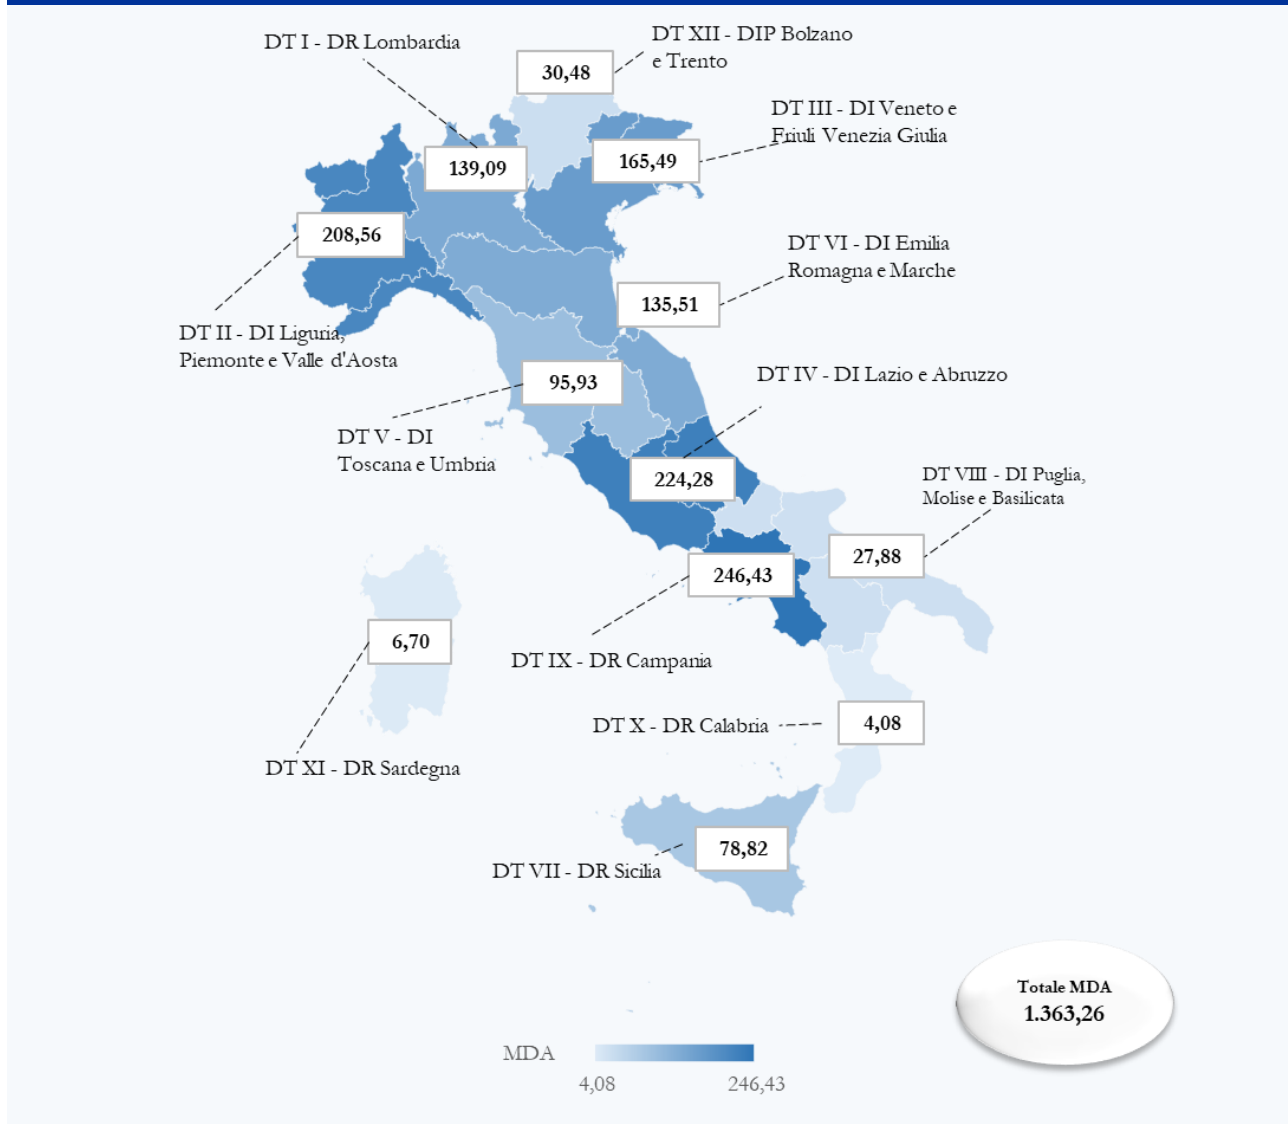 DT I - DR Lombardia
DT XII - DIP Bolzano
e Trento
30,48
DT III - DI Veneto e
Friuli Venezia Giulia
139,09
165,49
208,56
DT VI - DI Emilia
Romagna e Marche
135,51
DT II - DI Liguria,
Piemonte e Valle d'Aosta
95,93
DT IV - DI Lazio e Abruzzo
DT V - DI
Toscana e Umbria
224,28
DT VIII - DI Puglia,
Molise e Basilicata
27,88
246,43
6,70
DT IX - DR Campania
DT X - DR Calabria
4,08
DT XI - DR Sardegna
78,82
DT VII - DR Sicilia
Totale MDA
1.363,26
MDA
4,08
246,43